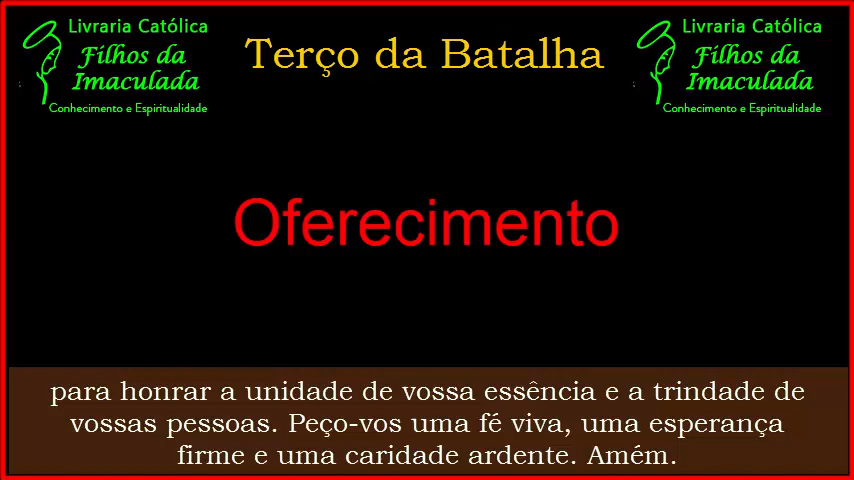 Livraria Católica
Filhos da
Imaculada
Conhecimento e Espiritualidade
Terço da Batalha
Livraria Católica
Filhos da
Imaculada
Conhecimento e Espiritualidade
Oferecimento
para honrar a unidade de vossa essência e a trindade de
vossas pessoas. Peço-vos uma fé viva, uma esperança
firme e uma caridade ardente. Amém.